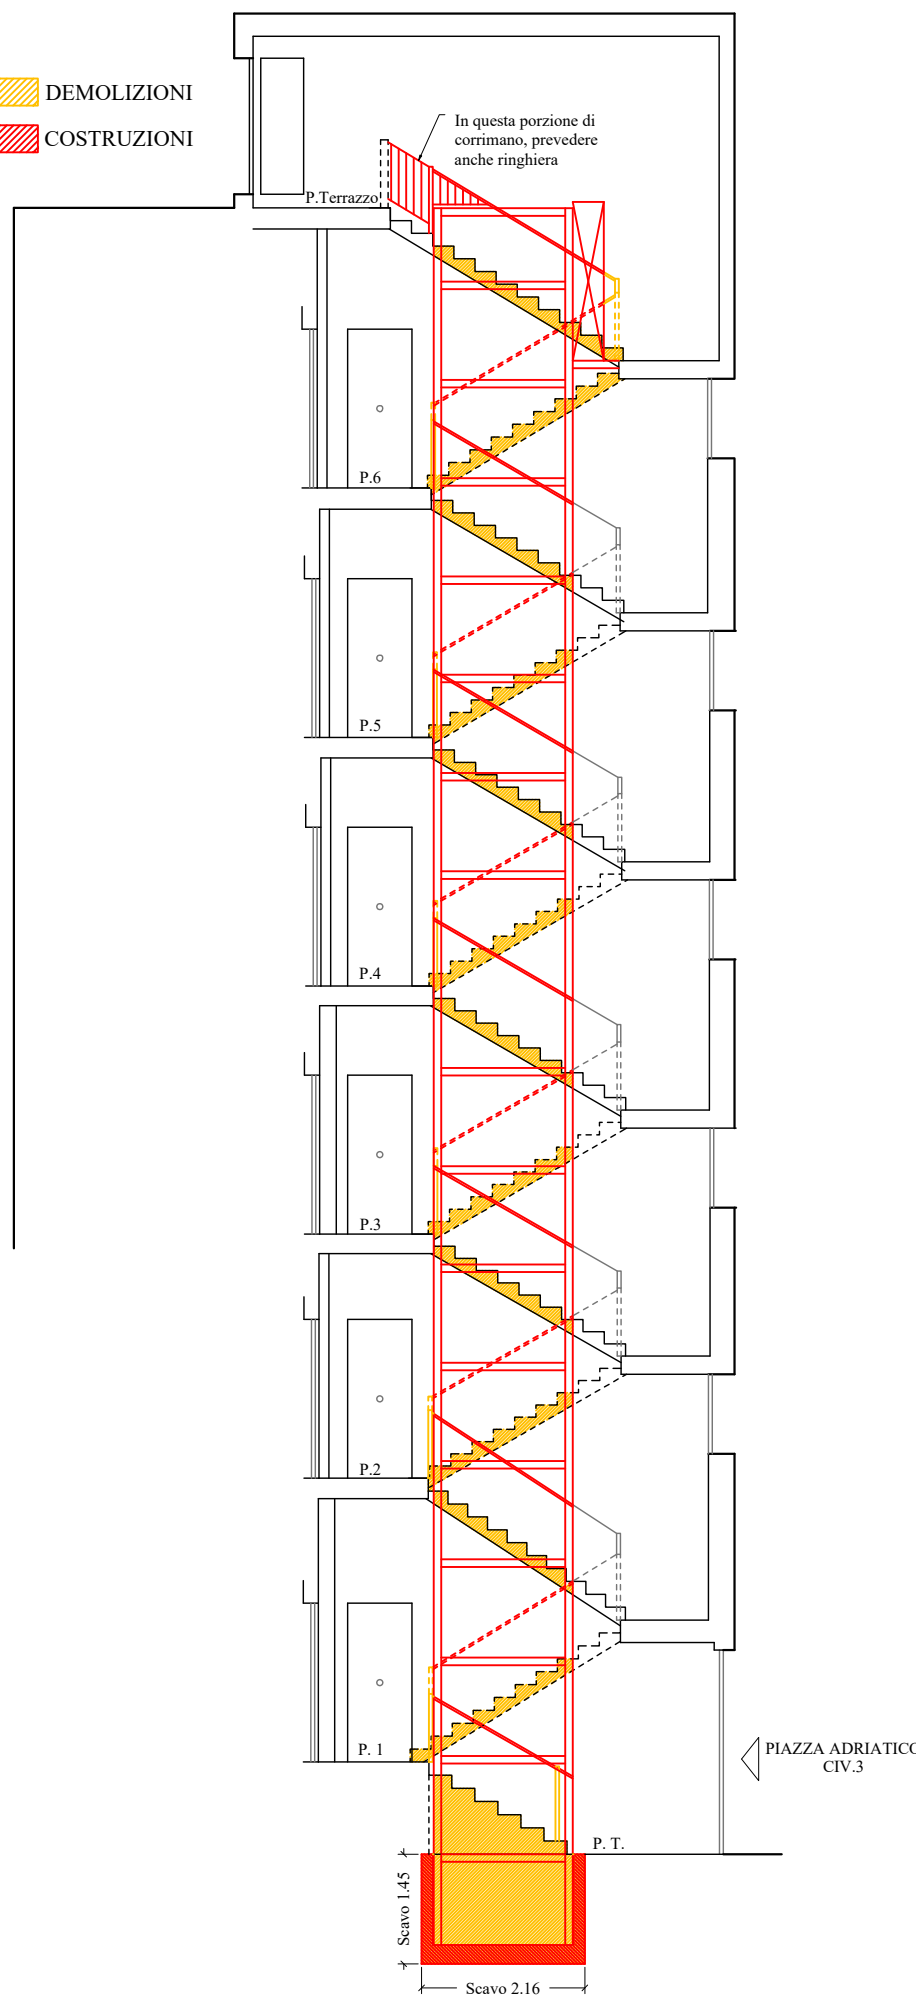 DEMOLIZIONI
COSTRUZIONI
In questa porzione di
corrimano, prevedere
anche ringhiera
P.Terrazzo
P.6
P.5
P.4
P.3
P.2
P. 1
PIAZZA ADRIATICO
CIV.3
P. T.
Scavo 1.45
Scavo 2.16